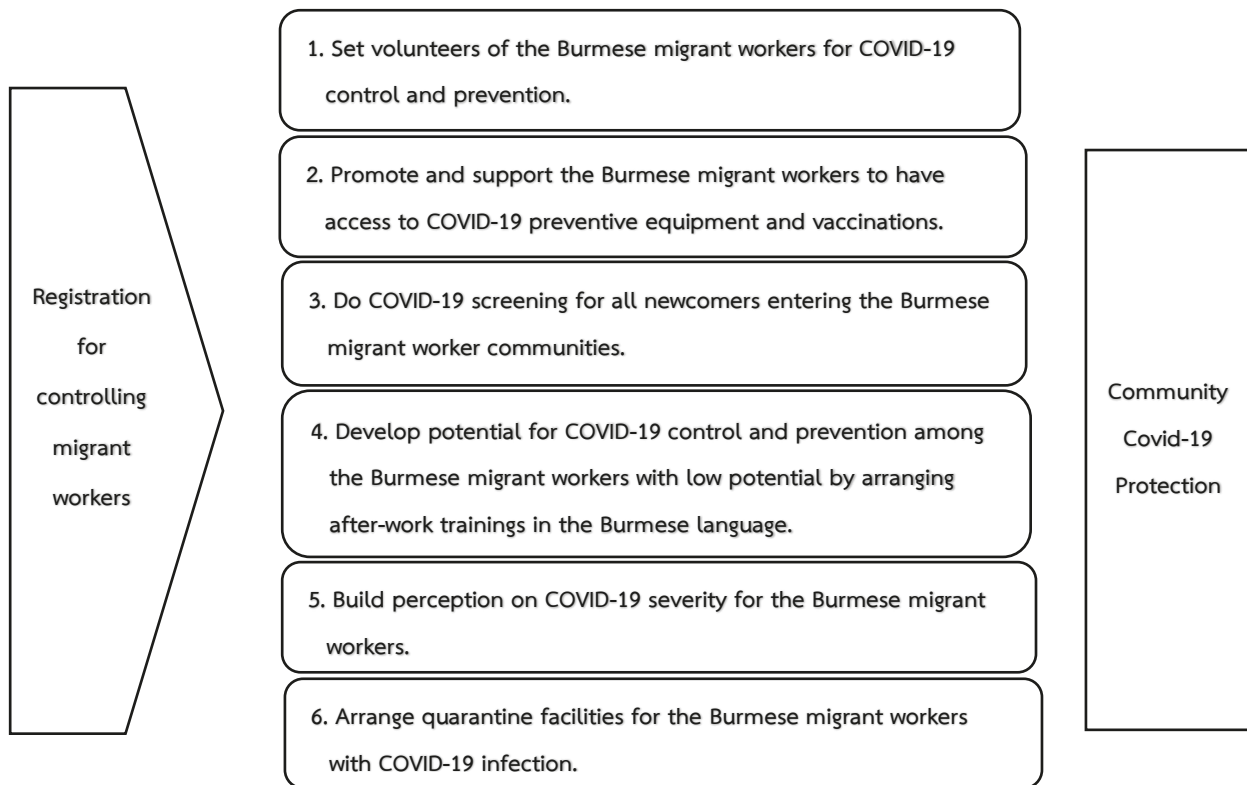 Registration
for
controlling
migrant
workers
1. Set volunteers of the Burmese migrant workers for COVID-19
control and prevention.
2. Promote and support the Burmese migrant workers to have
access to COVID-19 preventive equipment and vaccinations.
3. Do COVID-19 screening for all newcomers entering the Burmese
migrant worker communities.
4. Develop potential for COVID-19 control and prevention among
the Burmese migrant workers with low potential by arranging
after-work trainings in the Burmese language.
5. Build perception on COVID-19 severity for the Burmese migrant
workers.
6. Arrange quarantine facilities for the Burmese migrant workers
with COVID-19 infection.
Community
Covid-19
Protection